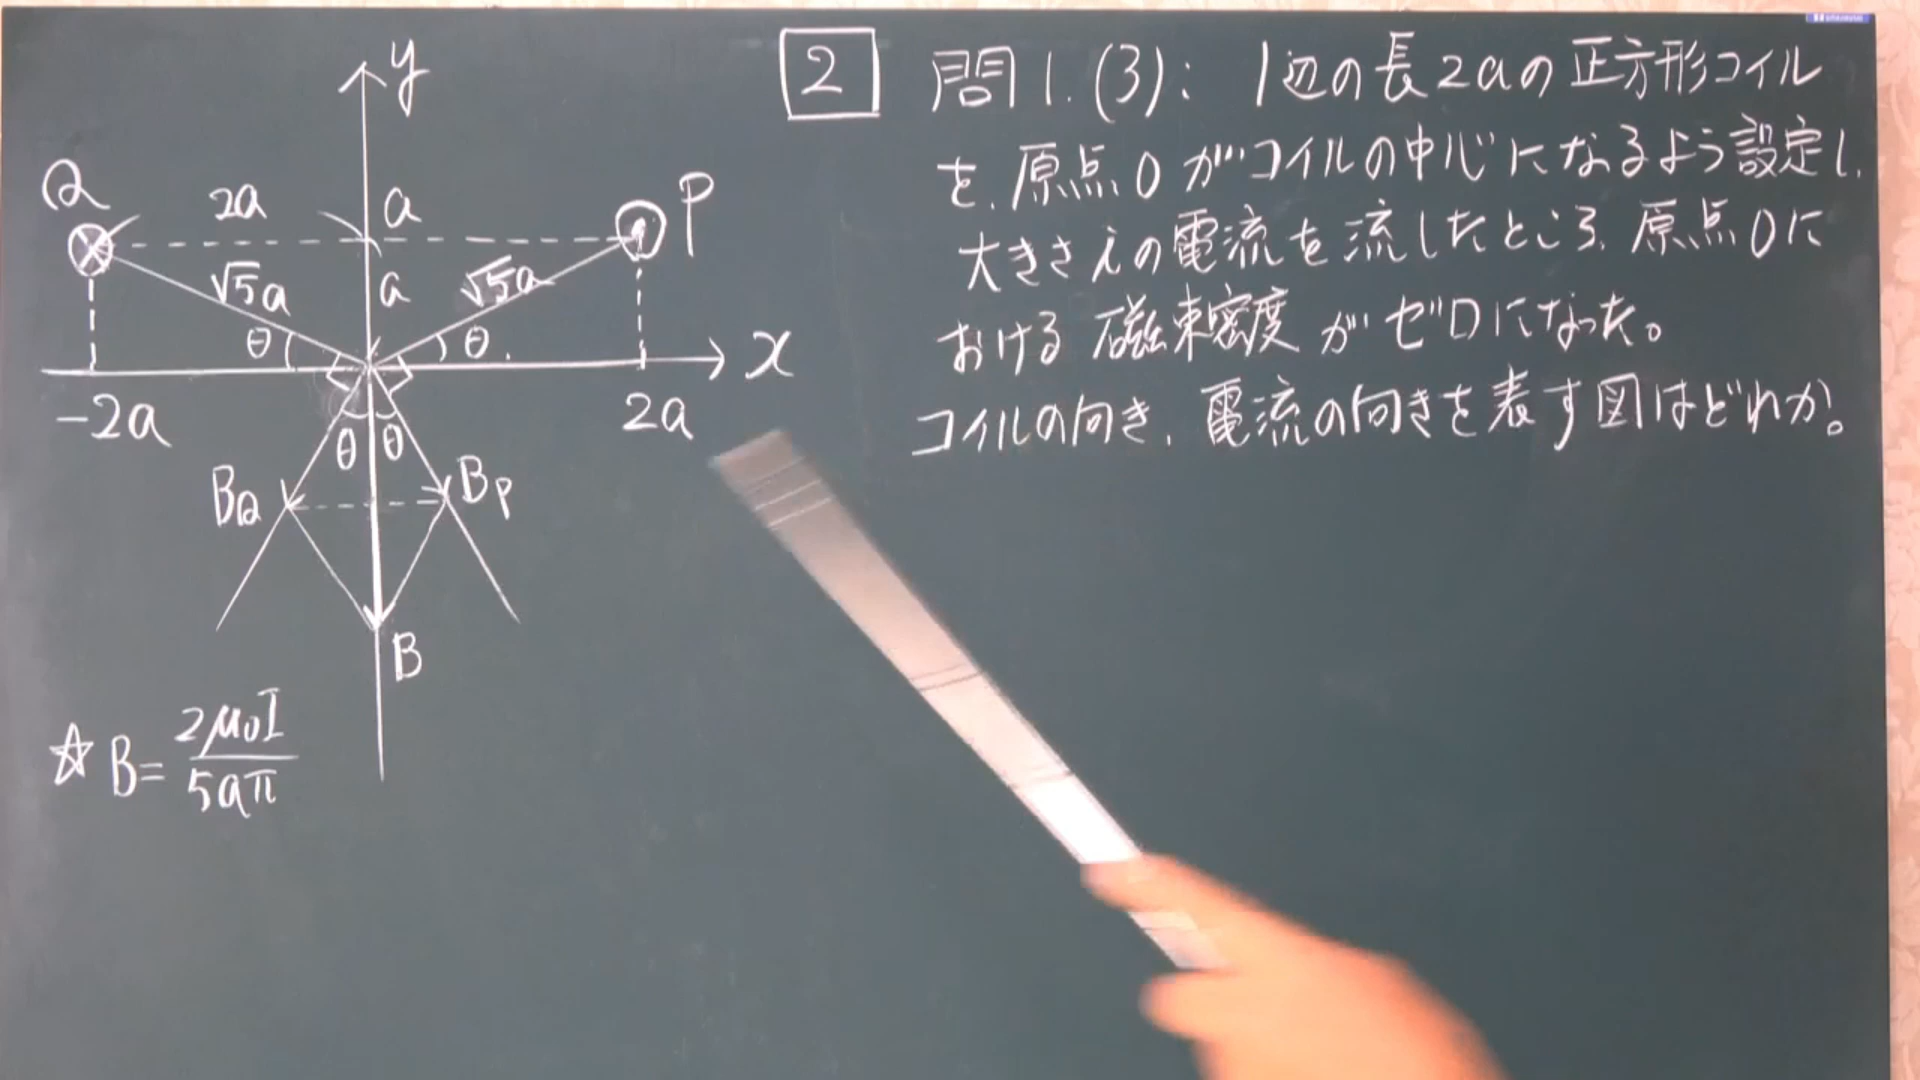 2 問1.(3): 1辺の長2aの正方形コイル
を、原点Oがコイルの中心になるよう設定し、
大きさiの電流を流したところ、原点Oに
おける磁束密度がゼロになった。
コイルの向き、電流の向きを表す図はどれか。
y
Q 2a a P
√5a a √5a
θ θ x
-2a 2a
θ θ
BQ BP
B
☆ B= 2μ0I / 5aπ